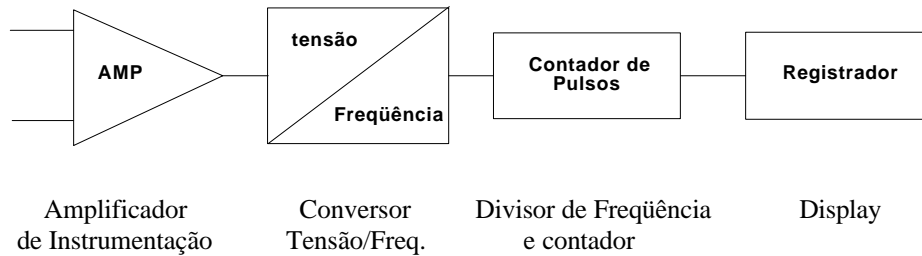 AMP
tensão
Freqüência
Contador de
Pulsos
Registrador
Amplificador
de Instrumentação
Conversor
Tensão/Freq.
Divisor de Freqüência
e contador
Display